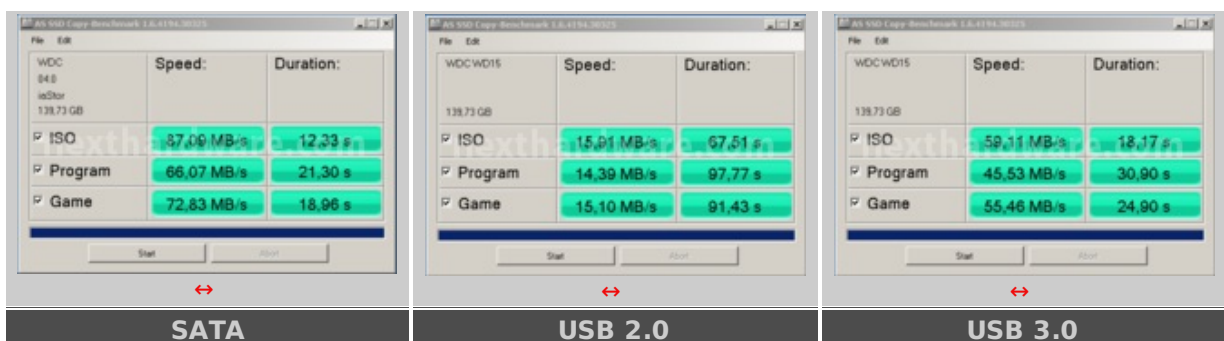 AS SSD Copy-Benchmark 1.6.4194.30325
File Edit
WDC
04.0
iaStor
139,73 GB
Speed: Duration:
ISO 87,09 MB/s 12,33 s
Program 66,07 MB/s 21,30 s
Game 72,83 MB/s 18,96 s
Start Abort
SATA
AS SSD Copy-Benchmark 1.6.4194.30325
File Edit
WDC WD15
139,73 GB
Speed: Duration:
ISO 15,91 MB/s 67,51 s
Program 14,39 MB/s 97,77 s
Game 15,10 MB/s 91,43 s
Start Abort
USB 2.0
AS SSD Copy-Benchmark 1.6.4194.30325
File Edit
WDC WD15
139,73 GB
Speed: Duration:
ISO 59,11 MB/s 18,17 s
Program 45,53 MB/s 30,90 s
Game 55,46 MB/s 24,90 s
Start Abort
USB 3.0